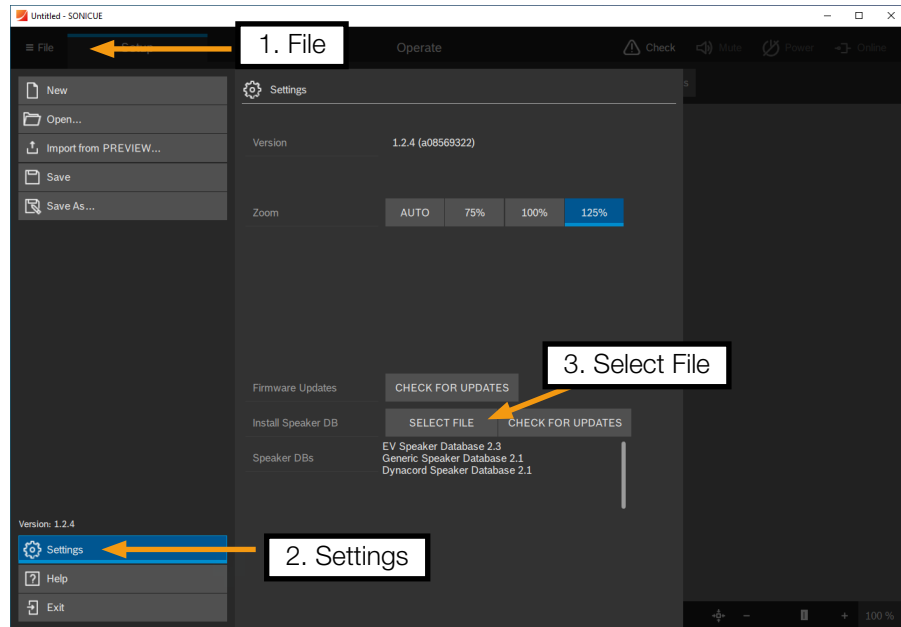 Untitled - SONICUE
≡ File
1. File
Operate
Check
Mute
Power
Online
New
Open...
Import from PREVIEW...
Save
Save As...
Settings
Version
1.2.4 (a08569322)
Zoom
AUTO
75%
100%
125%
3. Select File
Firmware Updates
CHECK FOR UPDATES
Install Speaker DB
SELECT FILE
CHECK FOR UPDATES
Speaker DBs
EV Speaker Database 2.3
Generic Speaker Database 2.1
Dynacord Speaker Database 2.1
Version: 1.2.4
Settings
2. Settings
Help
Exit
100 %